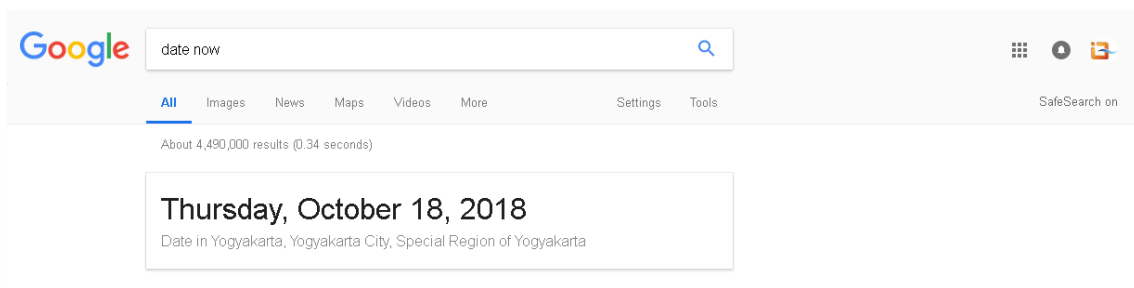 Google date now
All Images News Maps Videos More Settings Tools SafeSearch on
About 4,490,000 results (0.34 seconds)
Thursday, October 18, 2018
Date in Yogyakarta, Yogyakarta City, Special Region of Yogyakarta